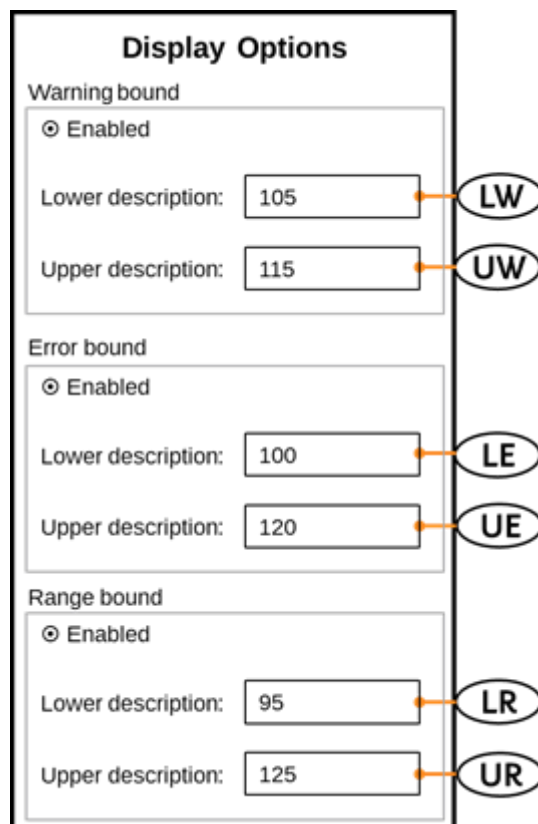 Display Options
Warning bound
Enabled
Lower description: 105 LW
Upper description: 115 UW
Error bound
Enabled
Lower description: 100 LE
Upper description: 120 UE
Range bound
Enabled
Lower description: 95 LR
Upper description: 125 UR